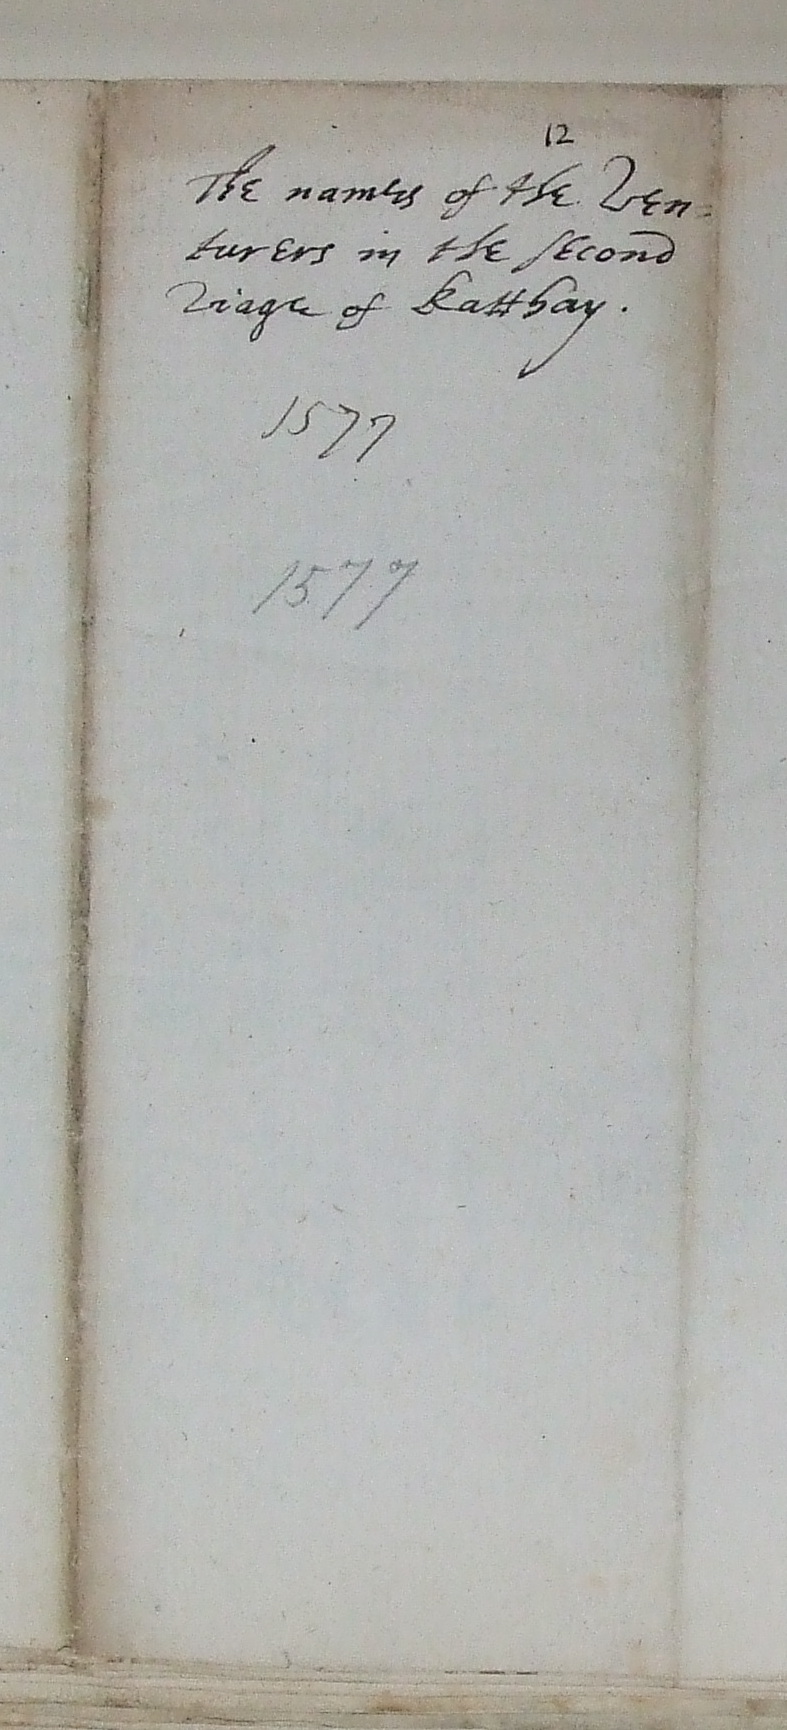 12
The names of the Ven=
turers in the second
Viage of Katthay.
1577
1577